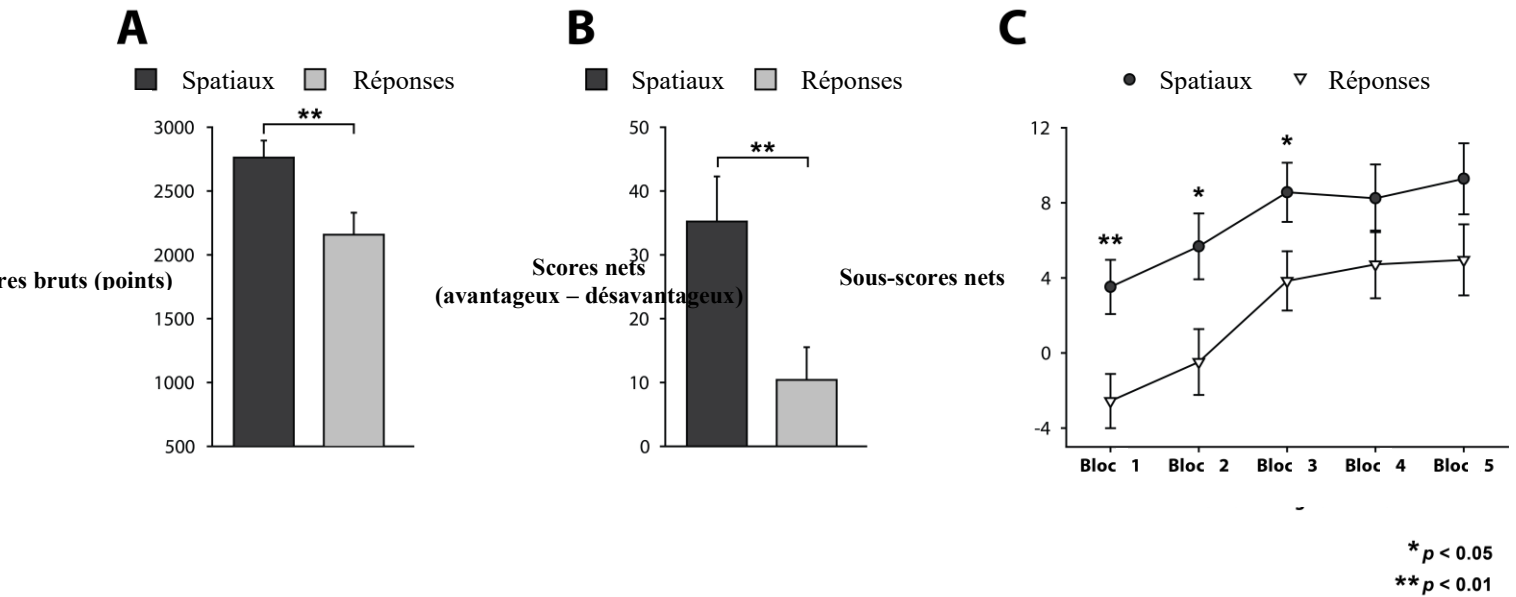 A
Spatiaux Réponses
**
3000
2500
2000
1500
1000
500
res bruts (points)
B
Spatiaux Réponses
**
50
40
30
20
10
0
Scores nets
(avantageux – désavantageux)
C
Spatiaux Réponses
12
8
4
0
-4
Sous-scores nets
** * *
Bloc 1 Bloc 2 Bloc 3 Bloc 4 Bloc 5
* p < 0.05
** p < 0.01